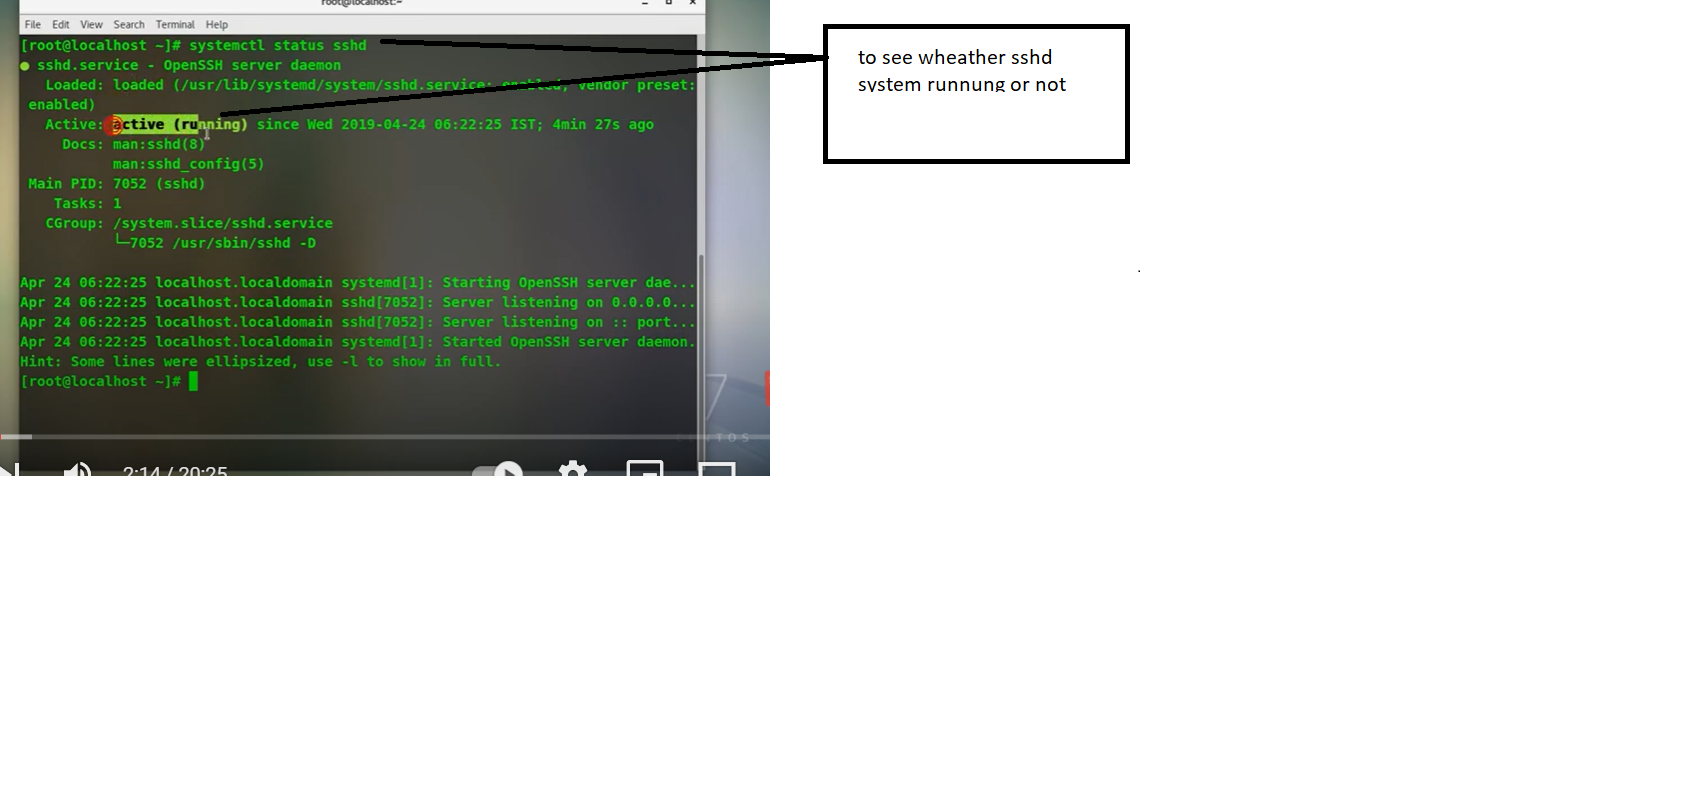 root@localhost:~
File Edit View Search Terminal Help
[root@localhost ~]# systemctl status sshd
● sshd.service - OpenSSH server daemon
Loaded: loaded (/usr/lib/systemd/system/sshd.service; enabled; vendor preset:
enabled)
Active: active (running) since Wed 2019-04-24 06:22:25 IST; 4min 27s ago
Docs: man:sshd(8)
man:sshd_config(5)
Main PID: 7052 (sshd)
Tasks: 1
CGroup: /system.slice/sshd.service
└─7052 /usr/sbin/sshd -D
Apr 24 06:22:25 localhost.localdomain systemd[1]: Starting OpenSSH server dae...
Apr 24 06:22:25 localhost.localdomain sshd[7052]: Server listening on 0.0.0.0...
Apr 24 06:22:25 localhost.localdomain sshd[7052]: Server listening on :: port...
Apr 24 06:22:25 localhost.localdomain systemd[1]: Started OpenSSH server daemon.
Hint: Some lines were ellipsized, use -l to show in full.
[root@localhost ~]#
7
CENTOS
2:14 / 20:25
to see wheather sshd
system runnung or not